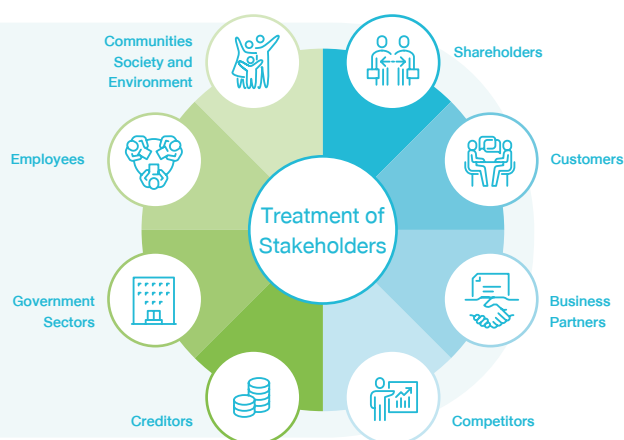 Communities
Society and
Environment
Shareholders
Employees
Customers
Treatment of
Stakeholders
Government
Sectors
Business
Partners
Creditors
Competitors